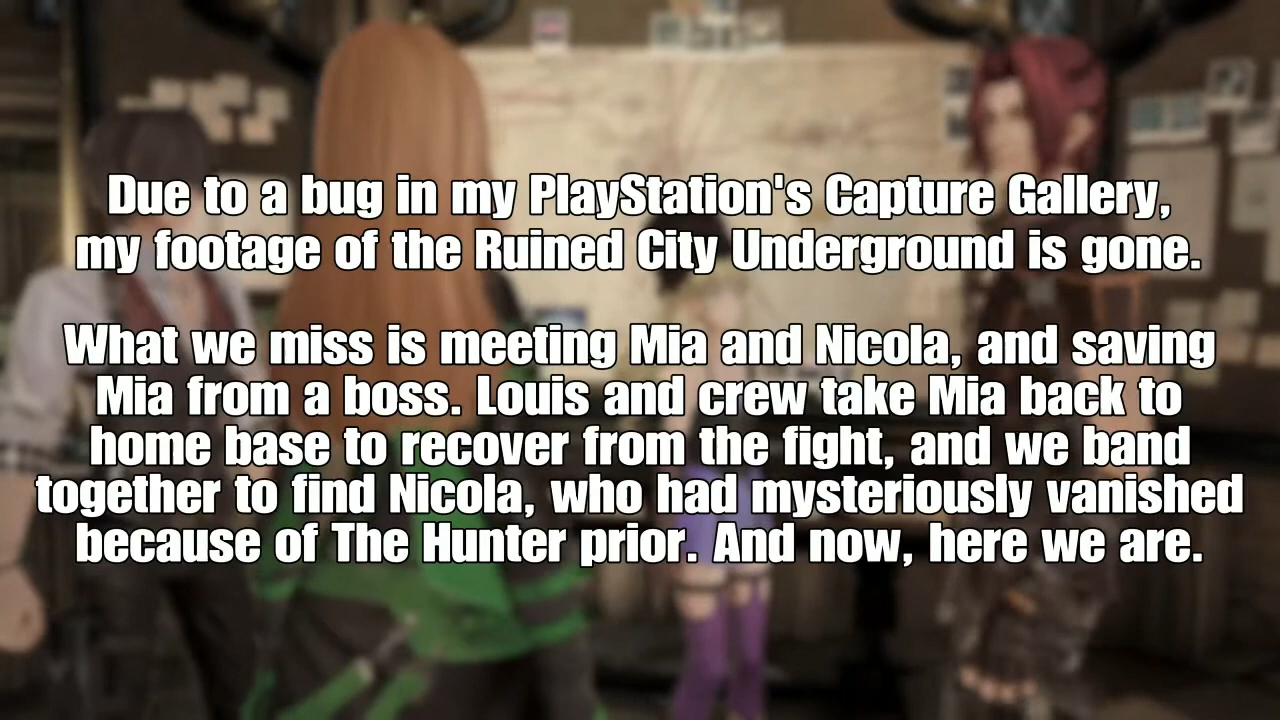 Due to a bug in my PlayStation's Capture Gallery,
my footage of the Ruined City Underground is gone.
What we miss is meeting Mia and Nicola, and saving
Mia from a boss. Louis and crew take Mia back to
home base to recover from the fight, and we band
together to find Nicola, who had mysteriously vanished
because of The Hunter prior. And now, here we are.